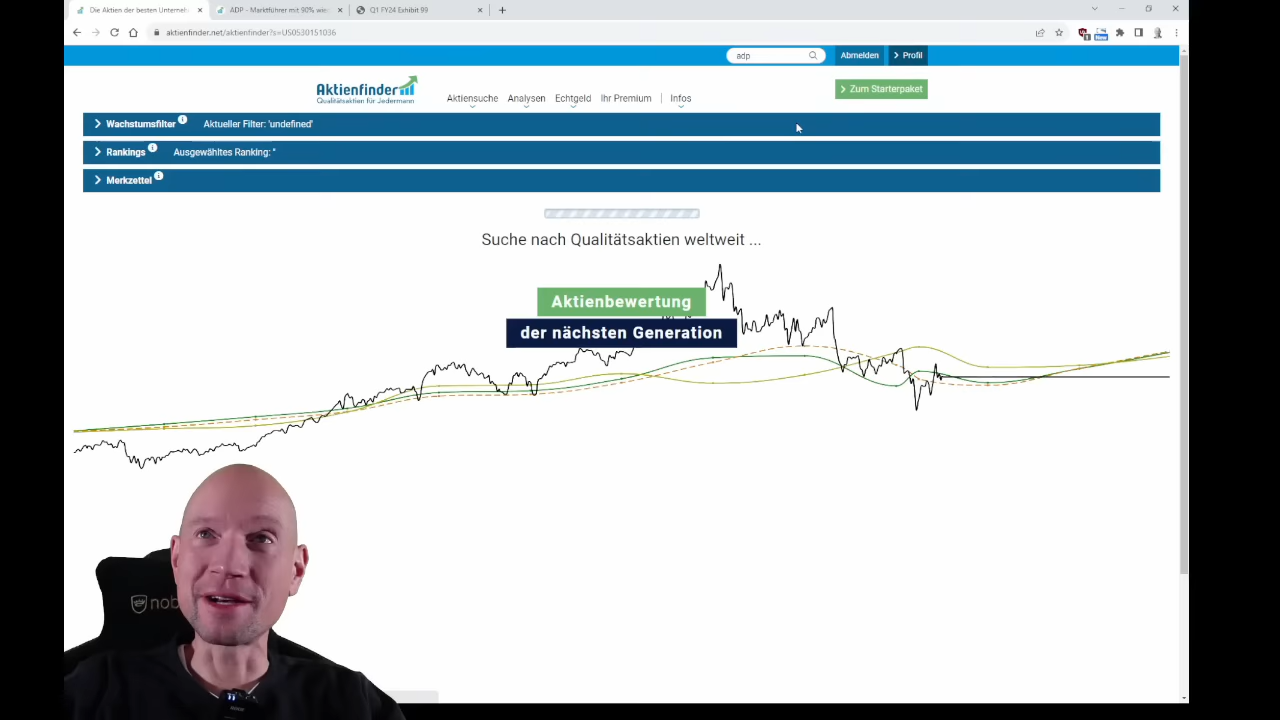 Die Aktien der besten Unterneh
ADP - Marktführer mit 90% wie
Q1 FY24 Exhibit 99
aktienfinder.net/aktienfinder?s=US0530151036
New
adp
Abmelden
Profil
Aktienfinder
Qualitätsaktien für Jedermann
Aktiensuche
Analysen
Echtgeld
Ihr Premium
Infos
Zum Starterpaket
Wachstumsfilter
Aktueller Filter: 'undefined'
Rankings
Ausgewähltes Ranking: ''
Merkzettel
Suche nach Qualitätsaktien weltweit ...
Aktienbewertung
der nächsten Generation
nob